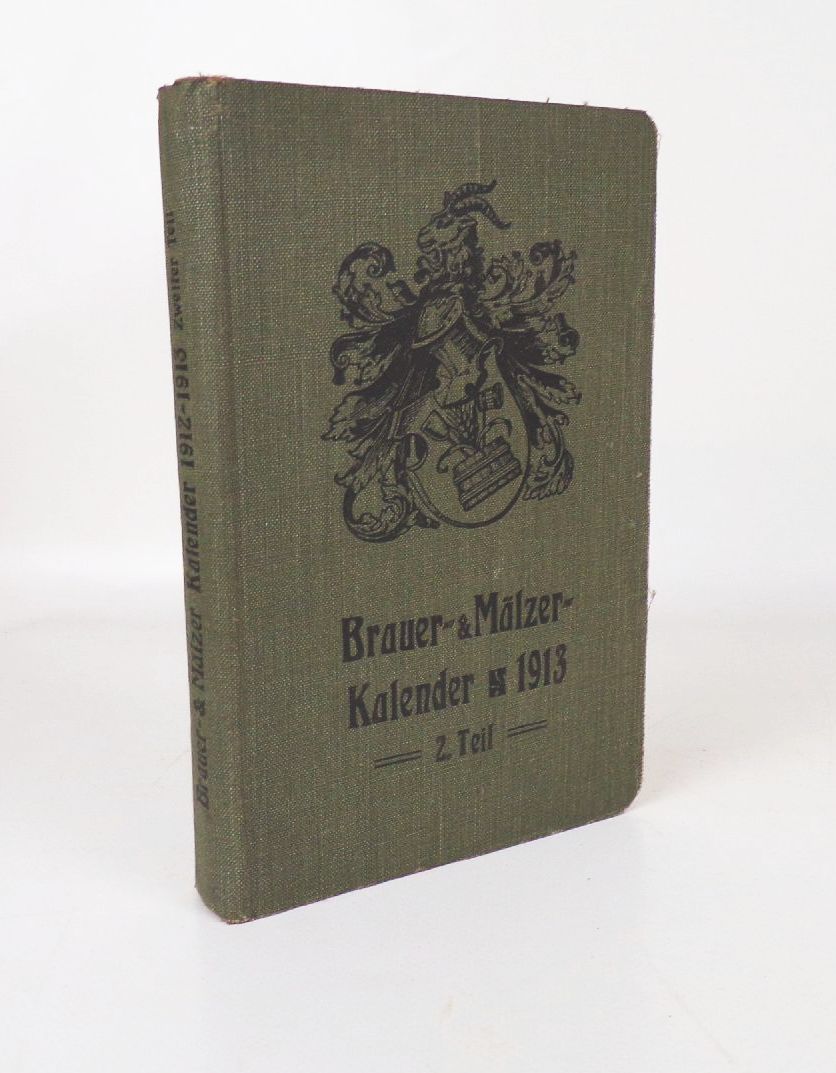 Brauer- & Mälzer Kalender 1912-1913 Zweiter Teil
Brauer- & Mälzer-
Kalender 1913
2. Teil